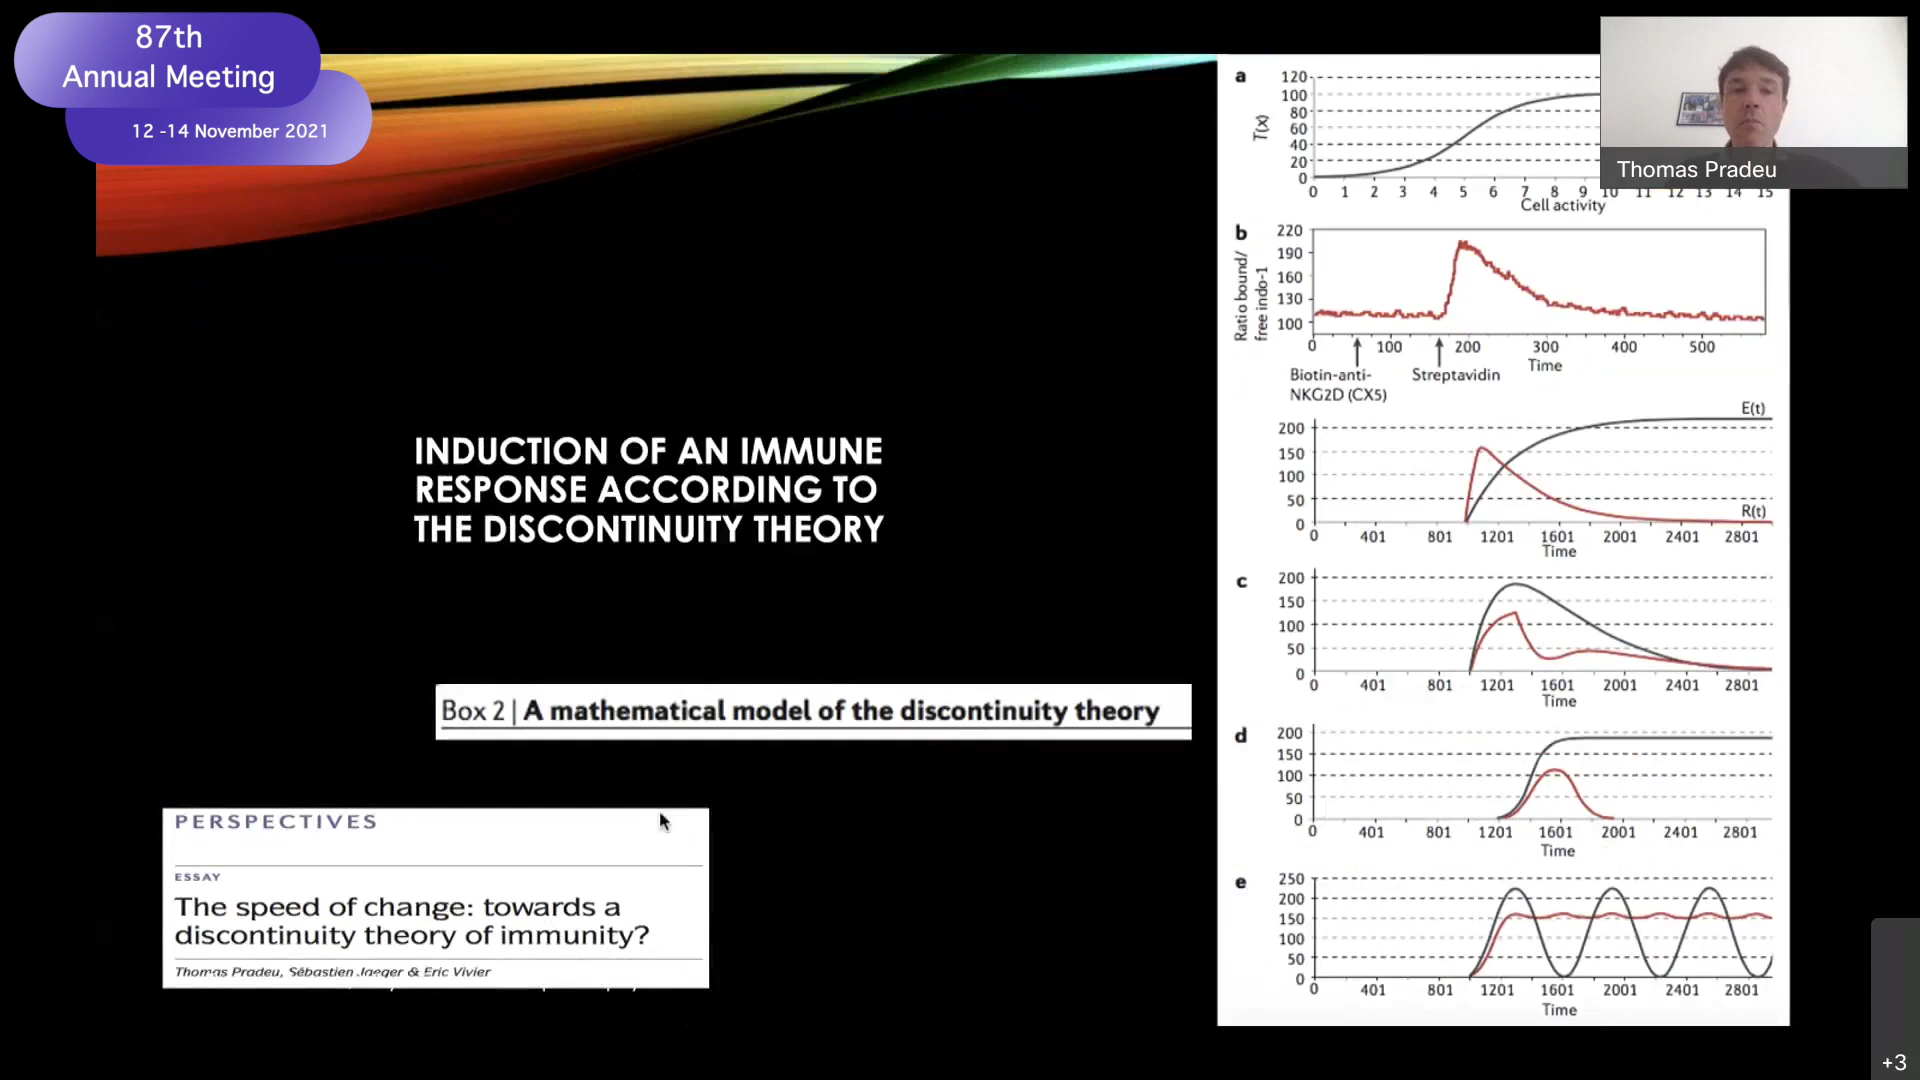 87th
Annual Meeting
12 -14 November 2021
INDUCTION OF AN IMMUNE
RESPONSE ACCORDING TO
THE DISCONTINUITY THEORY
Box 2 | A mathematical model of the discontinuity theory
PERSPECTIVES
ESSAY
The speed of change: towards a
discontinuity theory of immunity?
Thomas Pradeu, Sébastien Jaeger & Eric Vivier
Thomas Pradeu
a
T(x)
120
100
80
60
40
20
0
0 1 2 3 4 5 6 7 8 9 10 11 12 13 14 15
Cell activity
b
Ratio bound/
free indo-1
220
190
160
130
100
0 100 200 300 400 500
Time
Biotin-anti-
NKG2D (CX5)
Streptavidin
E(t)
200
150
100
50
0
R(t)
0 401 801 1201 1601 2001 2401 2801
Time
c
200
150
100
50
0
0 401 801 1201 1601 2001 2401 2801
Time
d
200
150
100
50
0
0 401 801 1201 1601 2001 2401 2801
Time
e
250
200
150
100
50
0
0 401 801 1201 1601 2001 2401 2801
Time
+3